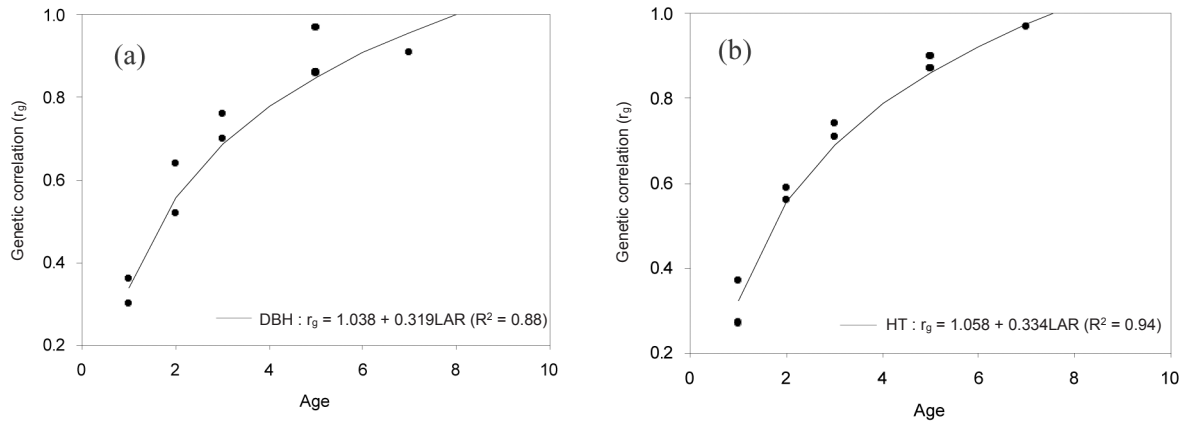 (a)
Genetic correlation (rg)
1.0
0.8
0.6
0.4
0.2
DBH : rg = 1.038 + 0.319LAR (R² = 0.88)
0 2 4 6 8 10
Age
(b)
Genetic correlation (rg)
1.0
0.8
0.6
0.4
0.2
HT : rg = 1.058 + 0.334LAR (R² = 0.94)
0 2 4 6 8 10
Age